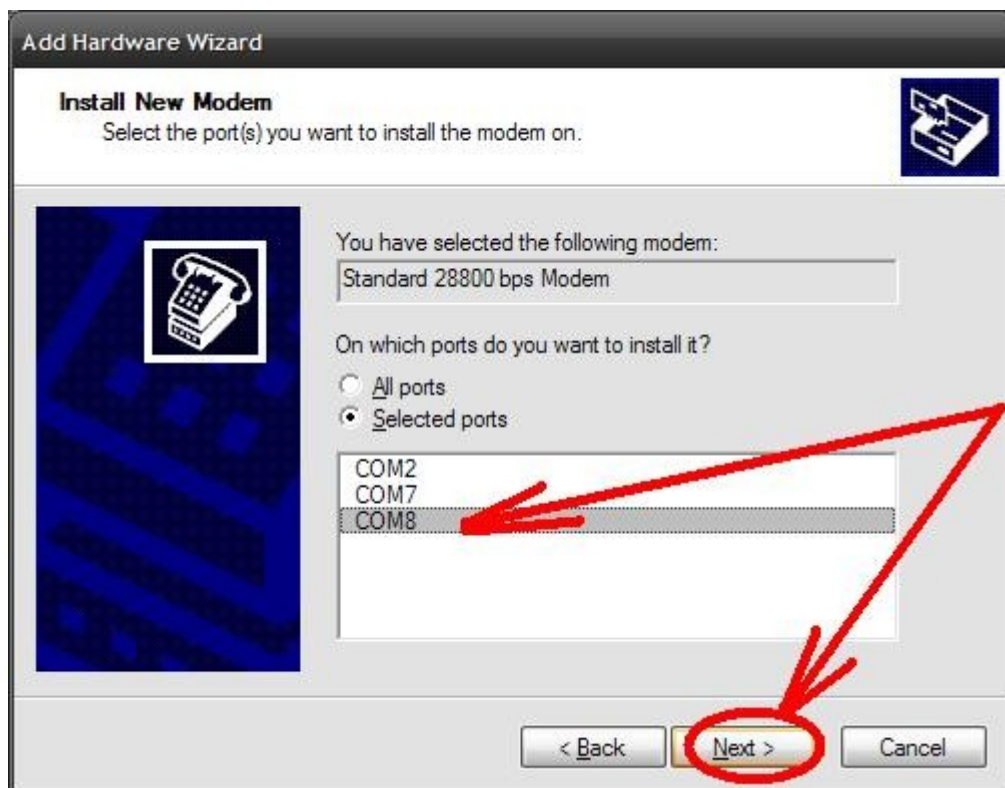 Add Hardware Wizard
Install New Modem
Select the port(s) you want to install the modem on.
You have selected the following modem:
Standard 28800 bps Modem
On which ports do you want to install it?
All ports
Selected ports
COM2
COM7
COM8
< Back Next > Cancel